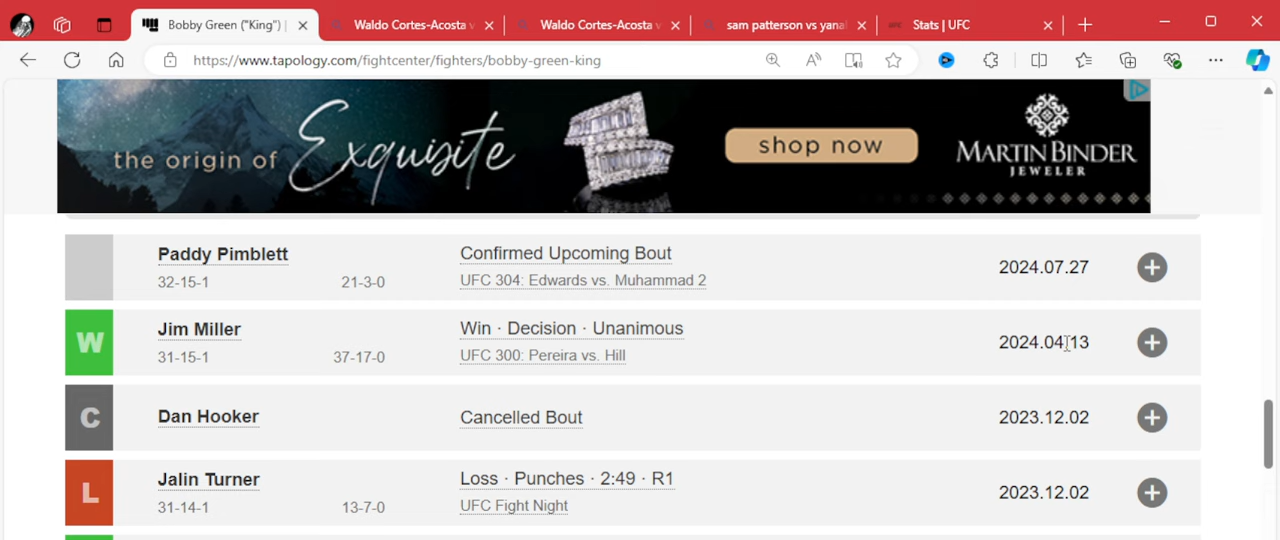 Bobby Green ("King") |
Waldo Cortes-Acosta v
Waldo Cortes-Acosta v
sam patterson vs yana
Stats | UFC
https://www.tapology.com/fightcenter/fighters/bobby-green-king
the origin of Exquisite
shop now
MARTIN BINDER
JEWELER
Paddy Pimblett
Confirmed Upcoming Bout
2024.07.27
32-15-1 21-3-0
UFC 304: Edwards vs. Muhammad 2
W
Jim Miller
Win · Decision · Unanimous
2024.04.13
31-15-1 37-17-0
UFC 300: Pereira vs. Hill
C
Dan Hooker
Cancelled Bout
2023.12.02
L
Jalin Turner
Loss · Punches · 2:49 · R1
2023.12.02
31-14-1 13-7-0
UFC Fight Night